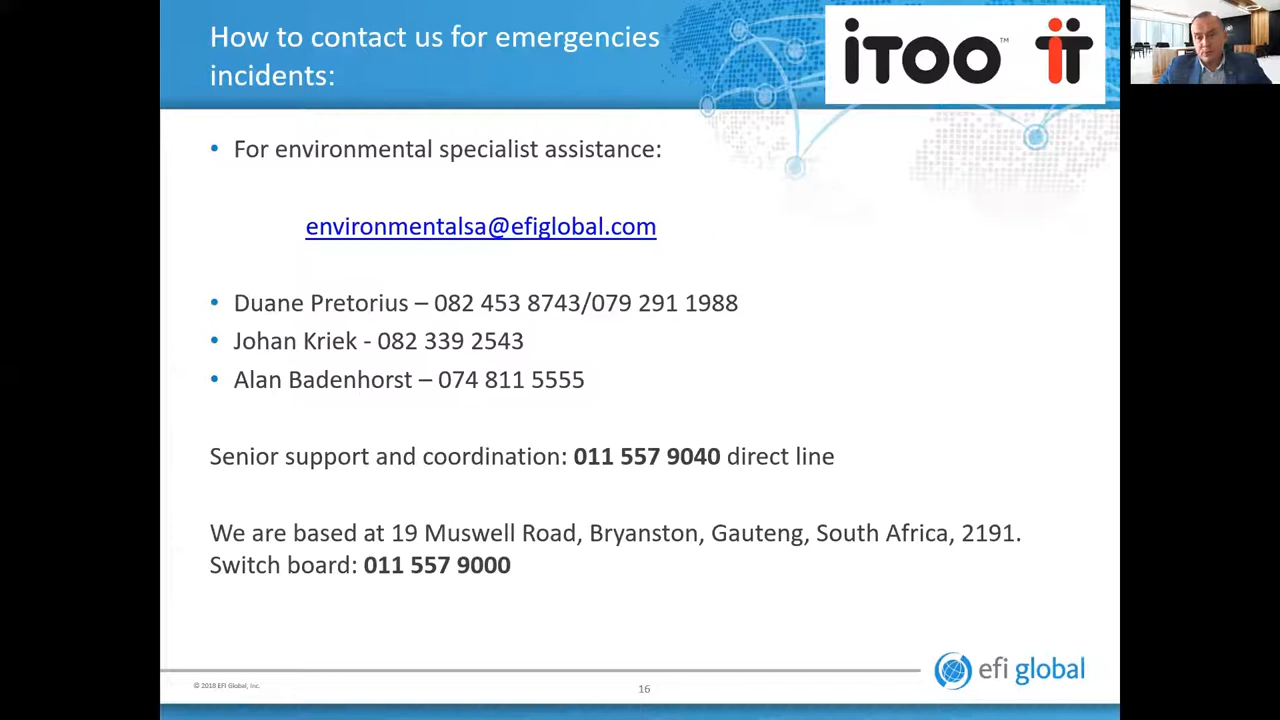 How to contact us for emergencies
incidents:
iTOO™ iT
• For environmental specialist assistance:
environmentalsa@efiglobal.com
• Duane Pretorius – 082 453 8743/079 291 1988
• Johan Kriek - 082 339 2543
• Alan Badenhorst – 074 811 5555
Senior support and coordination: 011 557 9040 direct line
We are based at 19 Muswell Road, Bryanston, Gauteng, South Africa, 2191.
Switch board: 011 557 9000
efi global
© 2018 EFI Global, Inc.
16